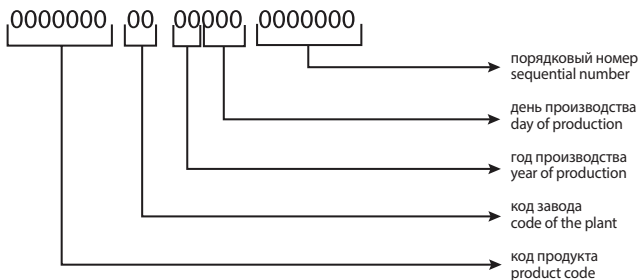 0000000 00 00000 0000000
порядковый номер
sequential number
день производства
day of production
год производства
year of production
код завода
code of the plant
код продукта
product code